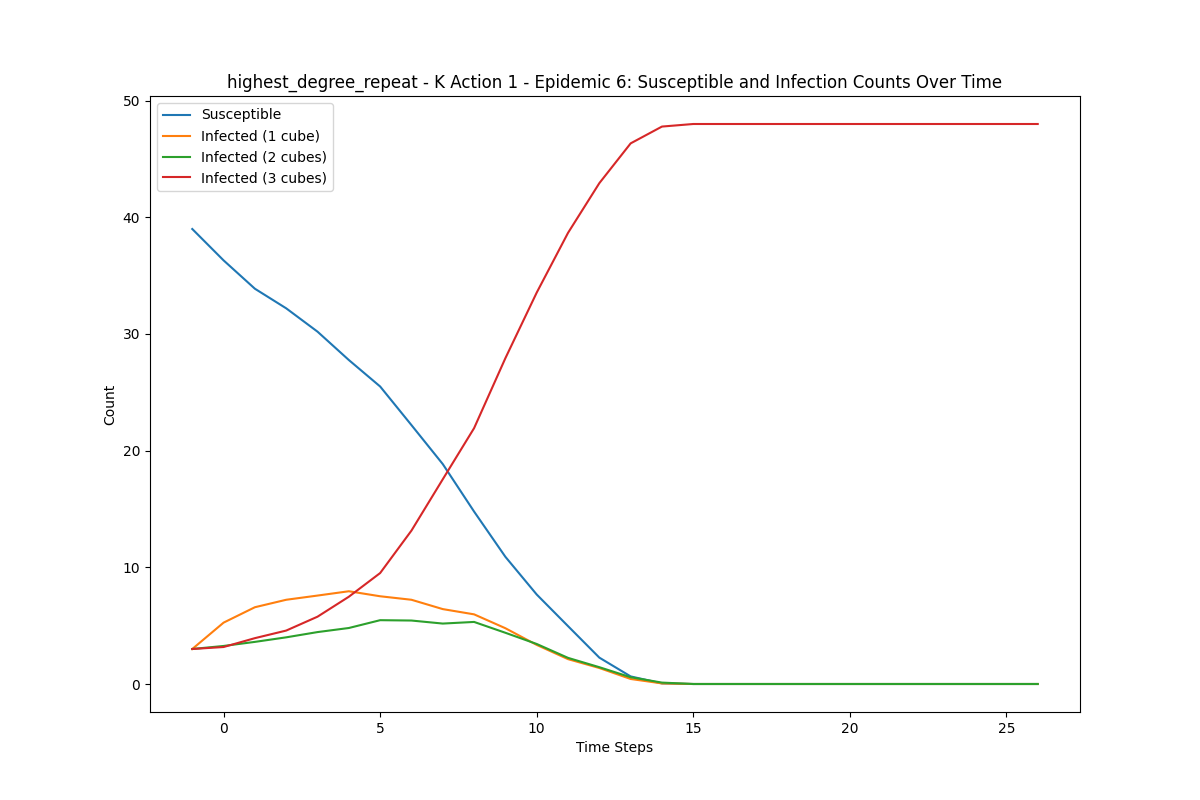 highest_degree_repeat - K Action 1 - Epidemic 6: Susceptible and Infection Counts Over Time
Susceptible
Infected (1 cube)
Infected (2 cubes)
Infected (3 cubes)
50
40
30
20
10
0
Count
0 5 10 15 20 25
Time Steps